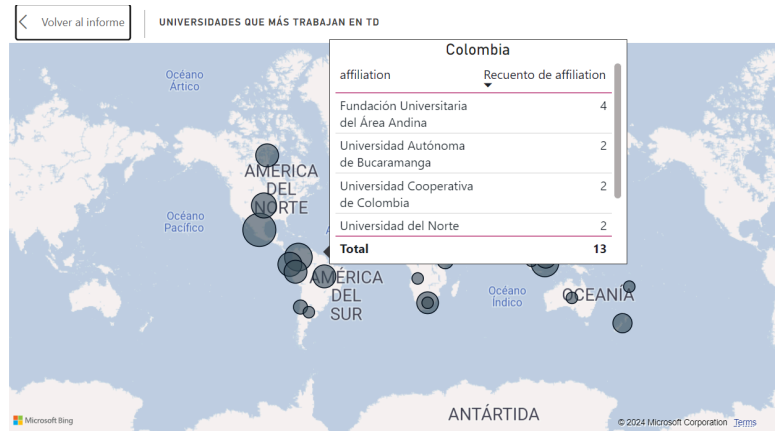 Volver al informe
UNIVERSIDADES QUE MÁS TRABAJAN EN TD
Colombia
affiliation Recuento de affiliation
Fundación Universitaria
del Área Andina 4
Universidad Autónoma
de Bucaramanga 2
Universidad Cooperativa
de Colombia 2
Universidad del Norte 2
Total 13
Océano
Ártico
AMÉRICA
DEL
NORTE
Océano
Pacífico
AMÉRICA
DEL
SUR
Océano
Índico
OCEANÍA
ANTÁRTIDA
Microsoft Bing
© 2024 Microsoft Corporation Terms